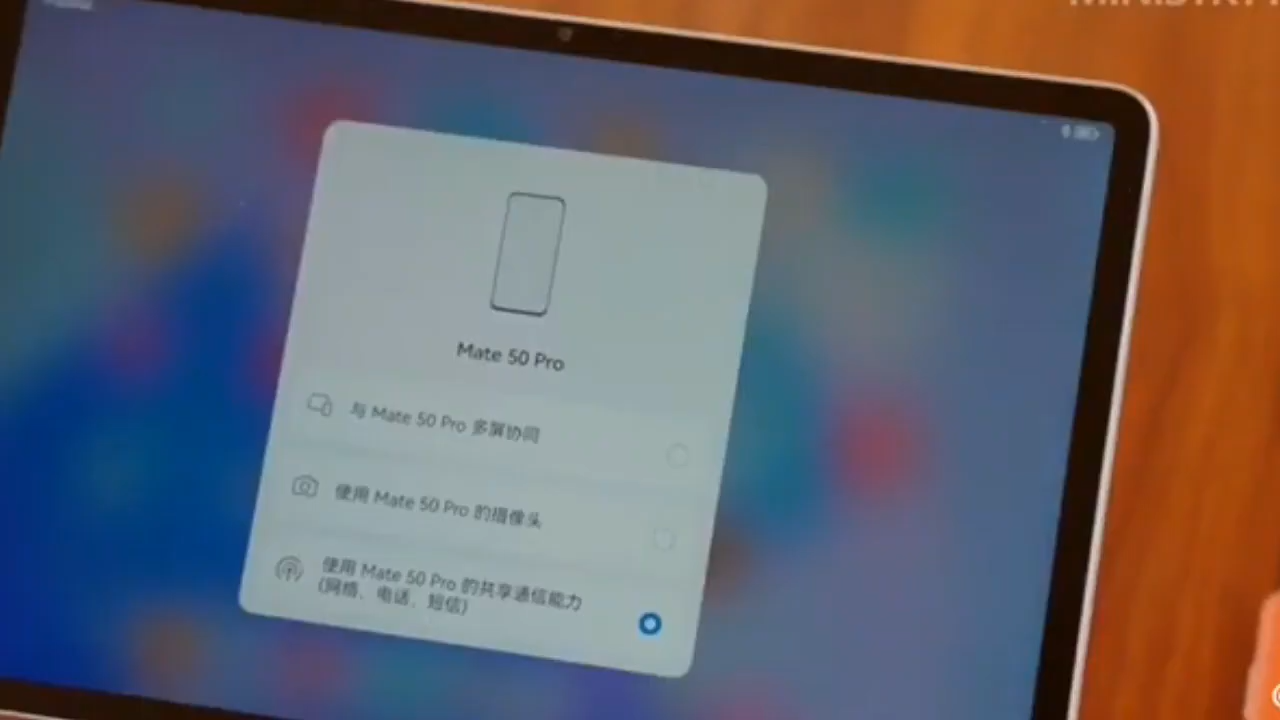 Mate 50 Pro
与 Mate 50 Pro 多屏协同
使用 Mate 50 Pro 的摄像头
使用 Mate 50 Pro 的共享通信能力
(网络、电话、短信)